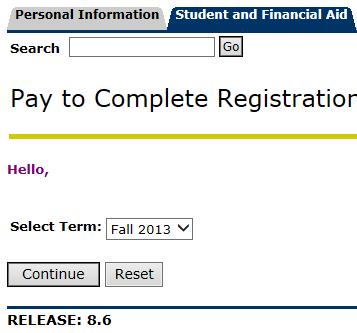 Personal Information Student and Financial Aid
Search Go
Pay to Complete Registration
Hello,
Select Term: Fall 2013
Continue Reset
RELEASE: 8.6